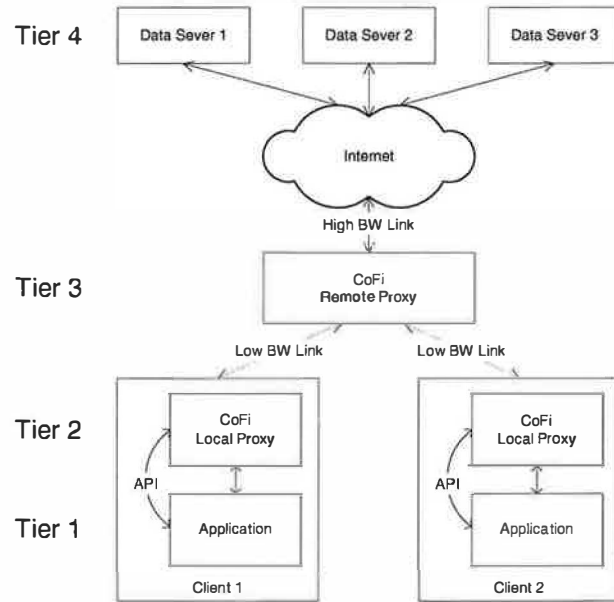 Tier 4
Data Sever 1
Data Sever 2
Data Sever 3
Internet
High BW Link
Tier 3
CoFi
Remote Proxy
Low BW Link
Low BW Link
Tier 2
CoFi
Local Proxy
CoFi
Local Proxy
API
API
Tier 1
Application
Application
Client 1
Client 2